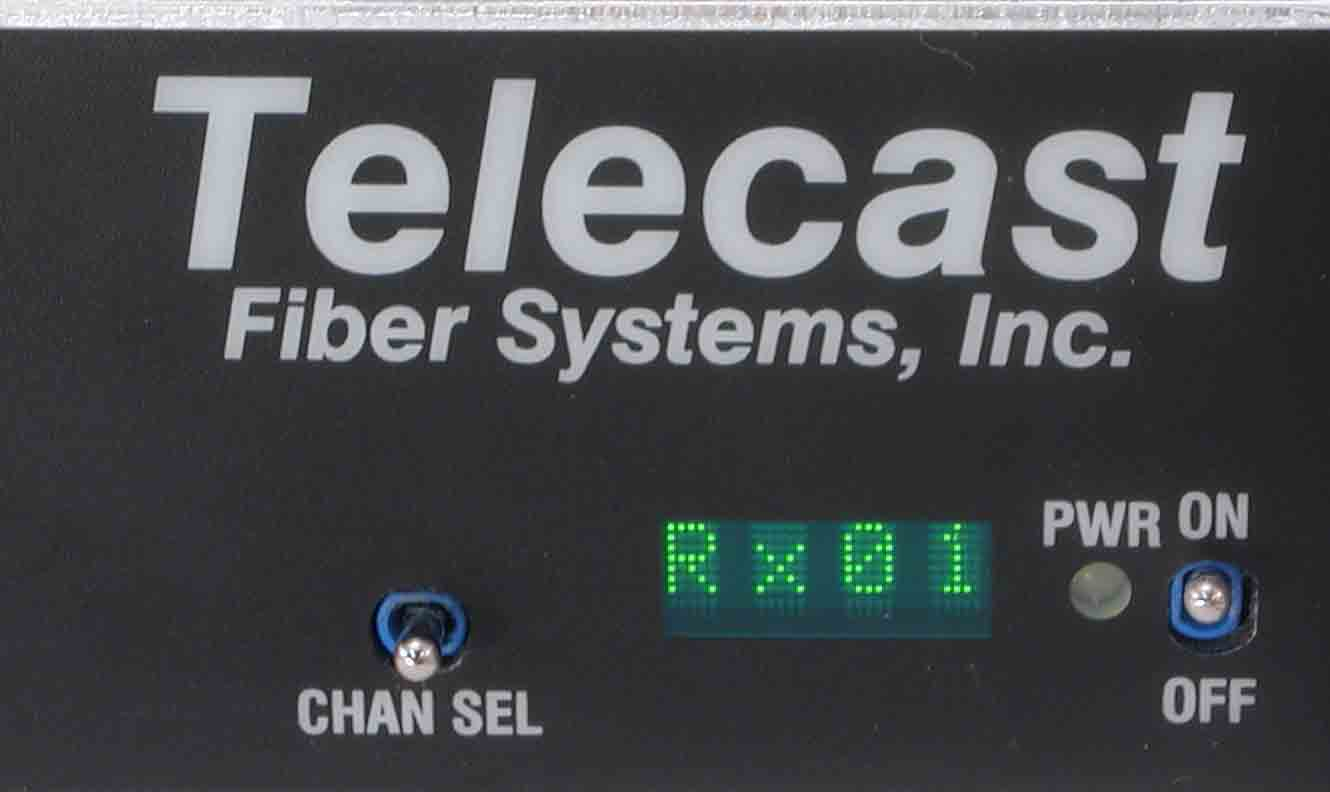 Telecast
Fiber Systems, Inc.
PWR ON
Rx01
OFF
CHAN SEL